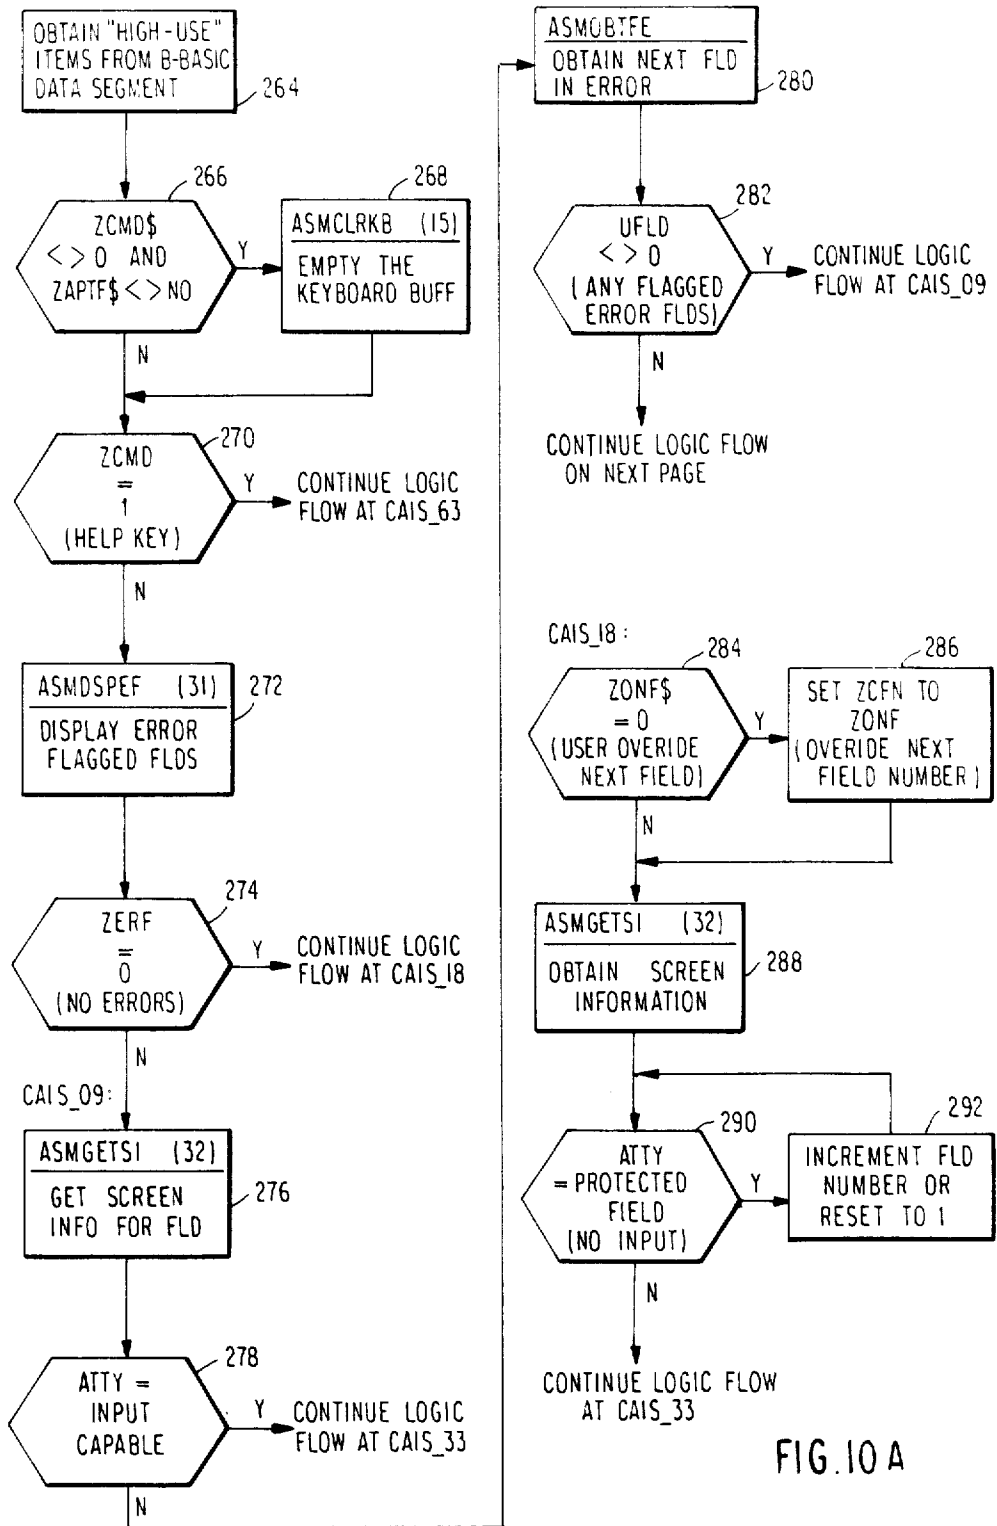 OBTAIN "HIGH-USE"
ITEMS FROM B-BASIC
DATA SEGMENT
264
266
ZCMD$
<>0 AND
ZAPTF$<>NO
Y
N
268
ASMCLRKB (15)
EMPTY THE
KEYBOARD BUFF
270
ZCMD
=
1
(HELP KEY)
Y
CONTINUE LOGIC
FLOW AT CAIS_63
N
ASMDSPEF (31)
DISPLAY ERROR
FLAGGED FLDS
272
274
ZERF
=
0
(NO ERRORS)
Y
CONTINUE LOGIC
FLOW AT CAIS_18
N
CAIS_09:
ASMGETSI (32)
GET SCREEN
INFO FOR FLD
276
278
ATTY =
INPUT
CAPABLE
Y
CONTINUE LOGIC
FLOW AT CAIS_33
N
ASMOBTFE
OBTAIN NEXT FLD
IN ERROR
280
282
UFLD
<>0
(ANY FLAGGED
ERROR FLDS)
Y
CONTINUE LOGIC
FLOW AT CAIS_09
N
CONTINUE LOGIC FLOW
ON NEXT PAGE
CAIS_18:
284
ZONF$
=0
(USER OVERIDE
NEXT FIELD)
Y
N
286
SET ZCFN TO
ZONF
(OVERIDE NEXT
FIELD NUMBER)
ASMGETSI (32)
OBTAIN SCREEN
INFORMATION
288
290
ATTY
=PROTECTED
FIELD
(NO INPUT)
Y
N
292
INCREMENT FLD
NUMBER OR
RESET TO 1
CONTINUE LOGIC FLOW
AT CAIS_33
FIG.10A